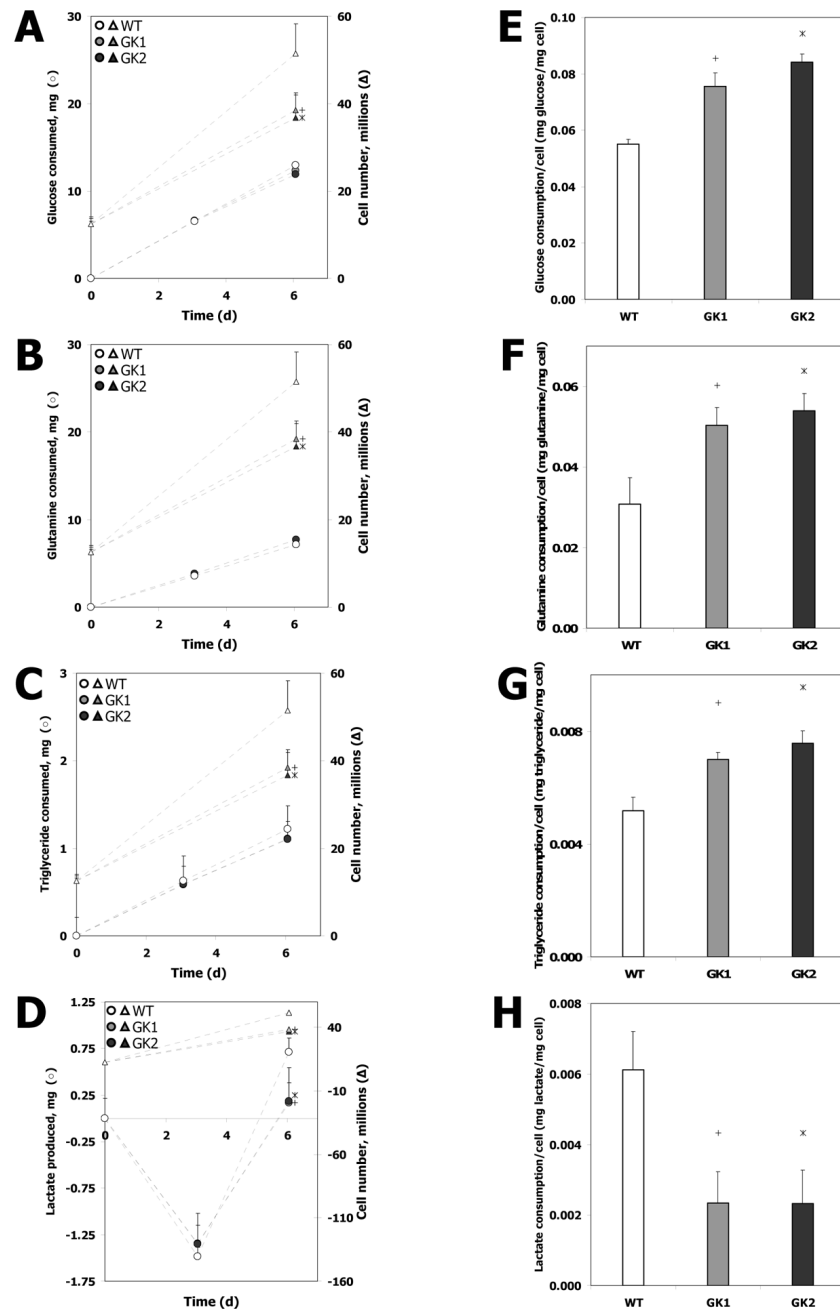 A
○ △ WT
● ▲ GK1
● ▲ GK2
Glucose consumed, mg (○)
30
20
10
0
60
40
20
0
Cell number, millions (Δ)
+
*
0 2 4 6
Time (d)
E
Glucose consumption/cell (mg glucose/mg cell)
0.10
0.08
0.06
0.04
0.02
0.00
+
*
WT GK1 GK2
B
○ △ WT
● ▲ GK1
● ▲ GK2
Glutamine consumed, mg (○)
30
20
10
0
60
40
20
0
Cell number, millions (Δ)
+
*
0 2 4 6
Time (d)
F
Glutamine consumption/cell (mg glutamine/mg cell)
0.06
0.04
0.02
0.00
+
*
WT GK1 GK2
C
○ △ WT
● ▲ GK1
● ▲ GK2
Triglyceride consumed, mg (○)
3
2
1
0
60
40
20
0
Cell number, millions (Δ)
+
*
0 2 4 6
Time (d)
G
Triglyceride consumption/cell (mg triglyceride/mg cell)
0.008
0.004
0.000
+
*
WT GK1 GK2
D
○ △ WT
● ▲ GK1
● ▲ GK2
Lactate produced, mg (○)
1.25
0.75
0.25
-0.25
-0.75
-1.25
-1.75
40
-10
-60
-110
-160
Cell number, millions (Δ)
+
*
*
+
0 2 4 6
Time (d)
H
Lactate consumption/cell (mg lactate/mg cell)
0.008
0.006
0.004
0.002
0.000
+
*
WT GK1 GK2